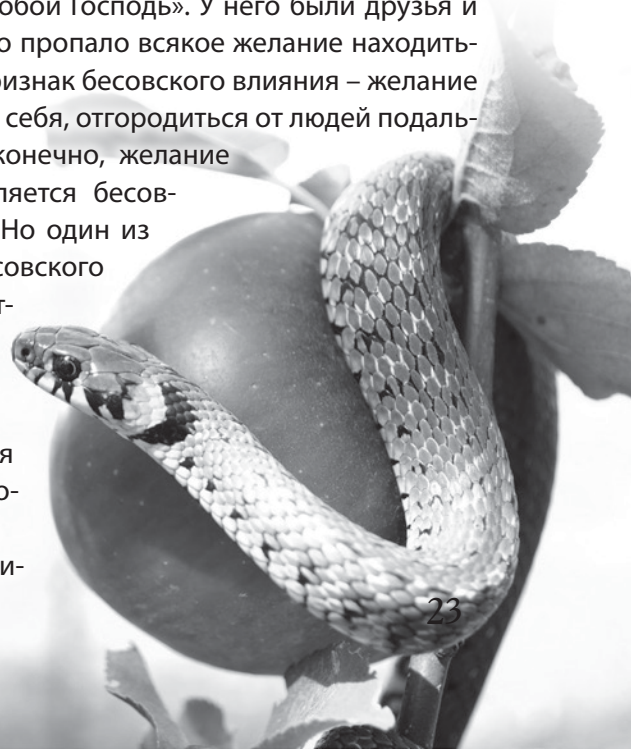 обой Господь». У него были друзья и
о пропало всякое желание находить-
ризнак бесовского влияния – желание
себя, отгородиться от людей подаль-
конечно, желание
ляется бесов-
Но один из
совского
т-
я
о-
и-
23